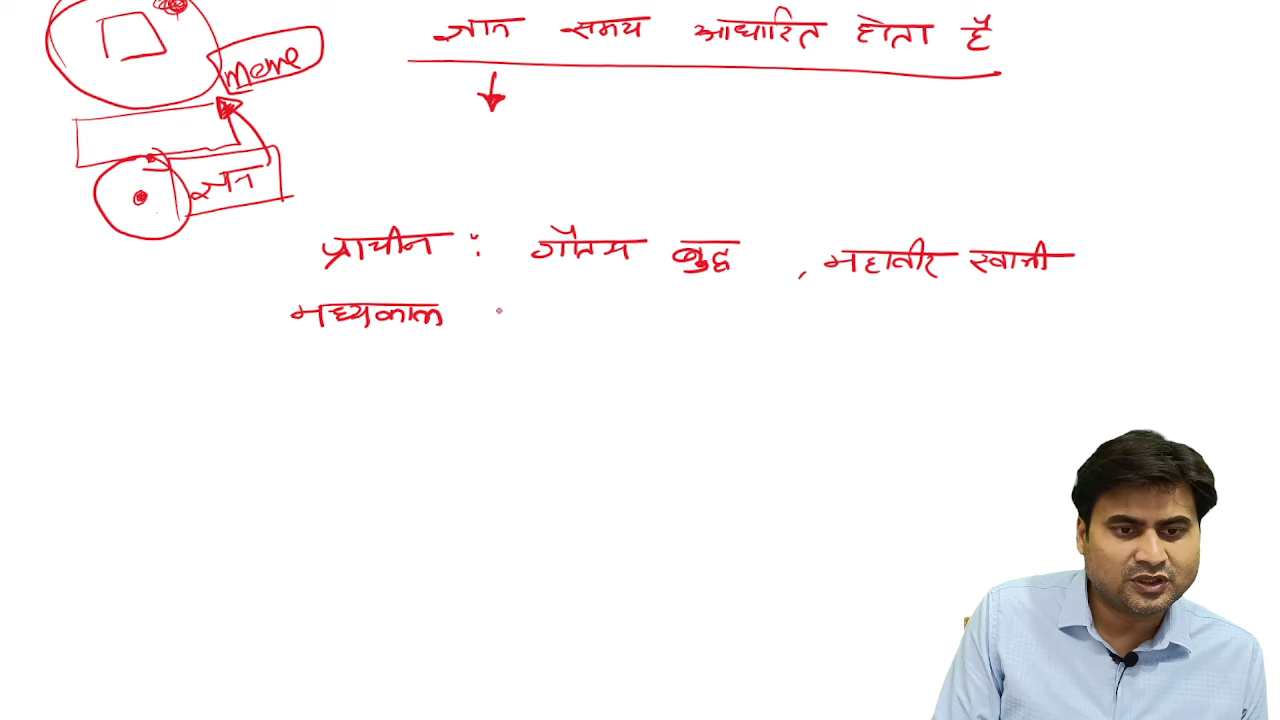 ज्ञान समय आधारित होता है
meme
ज्ञान
प्राचीन : गौतम बुद्ध , महावीर स्वामी
मध्यकाल